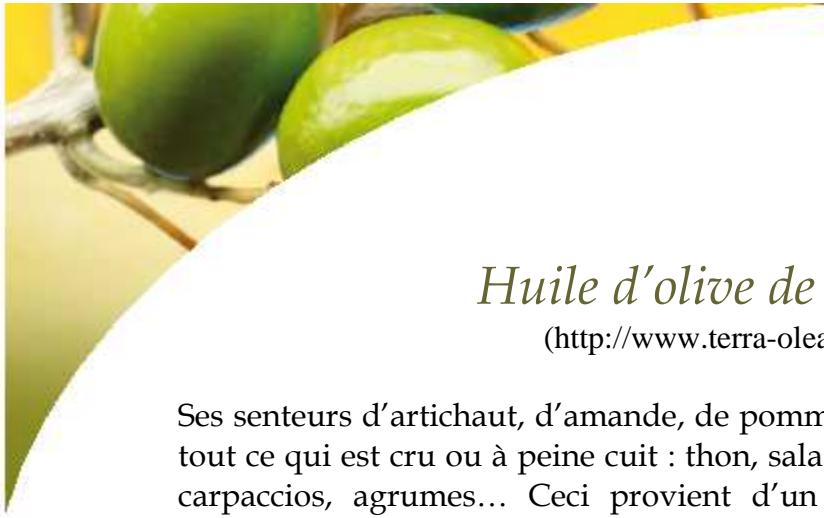 Huile d’olive de
(http://www.terra-olea
Ses senteurs d’artichaut, d’amande, de pomm
tout ce qui est cru ou à peine cuit : thon, sala
carpaccios, agrumes… Ceci provient d’un